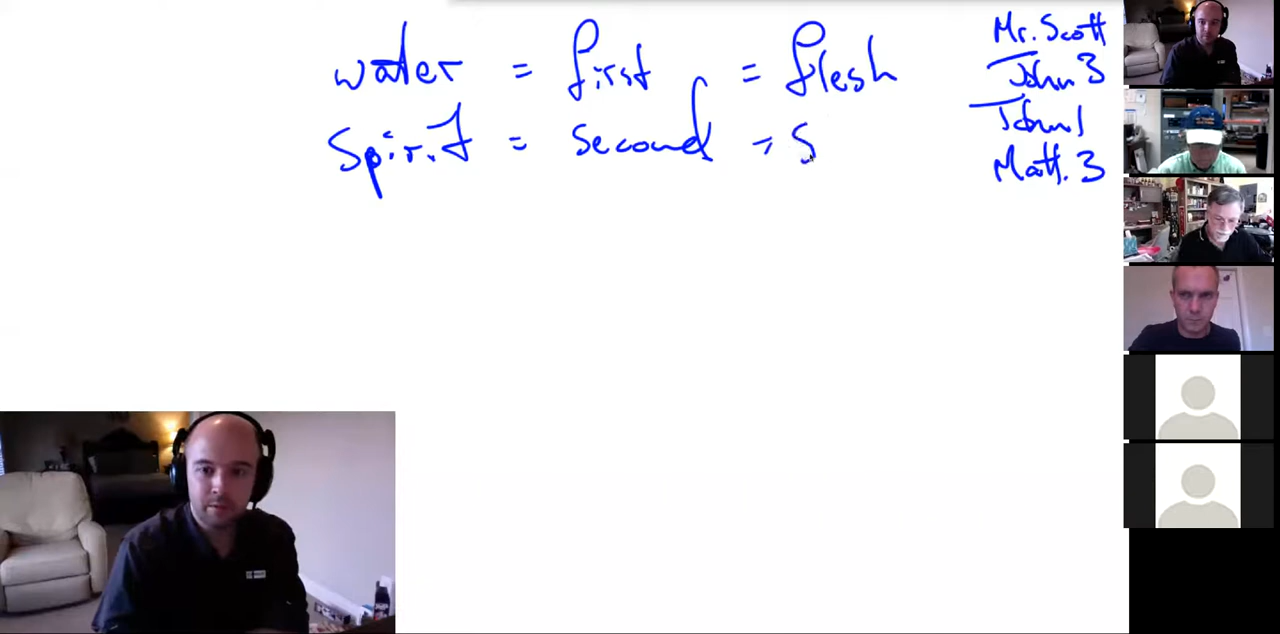 water = first = flesh
Spirit = second = S
Mr. Scott
John 3
John 1
Matt. 3